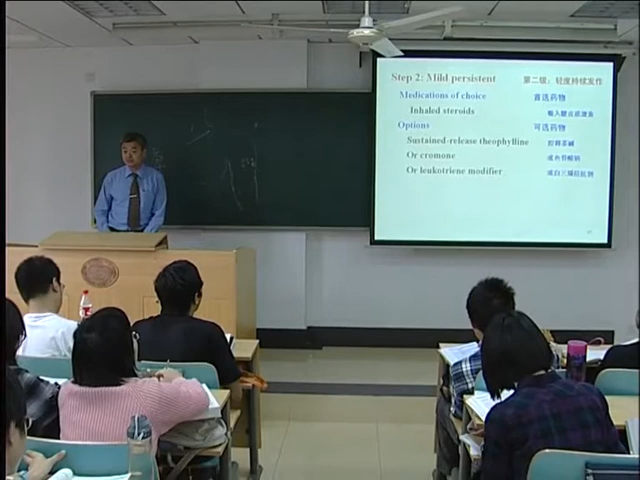 Step 2: Mild persistent 第二级：轻度持续发作
Medications of choice 首选药物
Inhaled steroids 吸入糖皮质激素
Options 可选药物
Sustained-release theophylline 控释茶碱
Or cromone 或色甘酸钠
Or leukotriene modifier 或白三烯拮抗剂